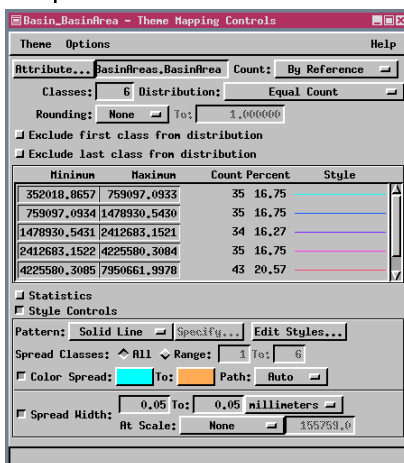 Basin_BasinArea - Theme Mapping Controls
Theme Options Help
Attribute... BasinAreas.BasinArea Count: By Reference
Classes: 6 Distribution: Equal Count
Rounding: None To: 1.000000
Exclude first class from distribution
Exclude last class from distribution
Minimum Maximum Count Percent Style
352018.8657 759097.0933 35 16.75
759097.0934 1478930.5430 35 16.75
1478930.5431 2412683.1521 34 16.27
2412683.1522 4225580.3084 35 16.75
4225580.3085 7950661.9978 43 20.57
Statistics
Style Controls
Pattern: Solid Line Specify... Edit Styles...
Spread Classes: All Range: 1 To: 6
Color Spread: To: Path: Auto
Spread Width: 0.05 To: 0.05 millimeters
At Scale: None 155759.0